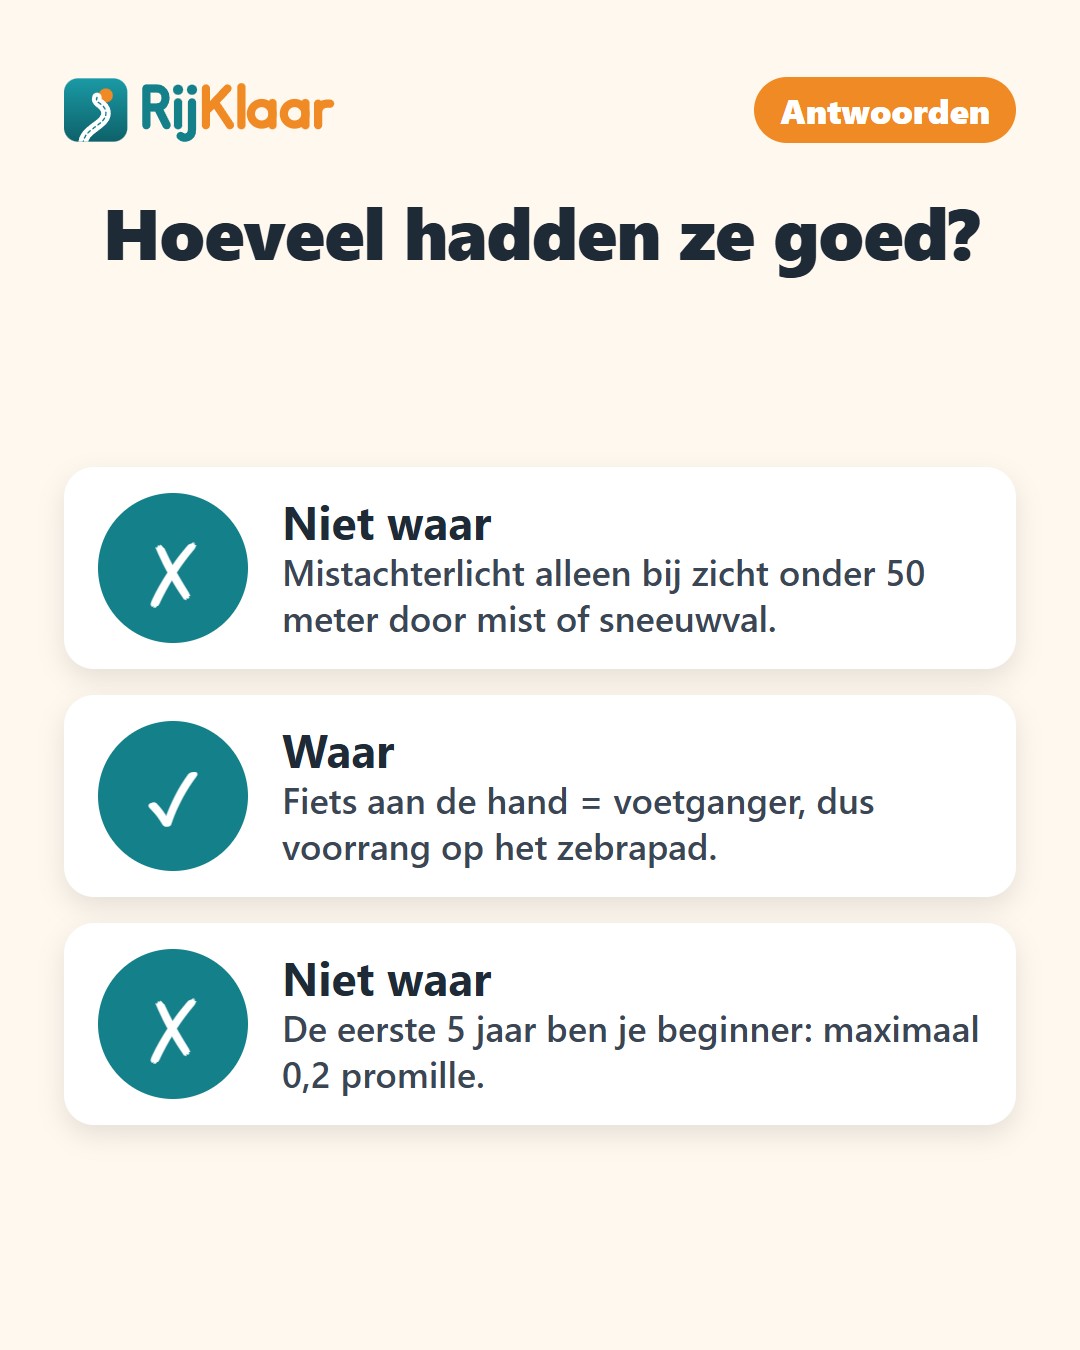 RijKlaar
Antwoorden
Hoeveel hadden ze goed?
Niet waar
Mistachterlicht alleen bij zicht onder 50
meter door mist of sneeuwval.
Waar
Fiets aan de hand = voetganger, dus
voorrang op het zebrapad.
Niet waar
De eerste 5 jaar ben je beginner: maximaal
0,2 promille.